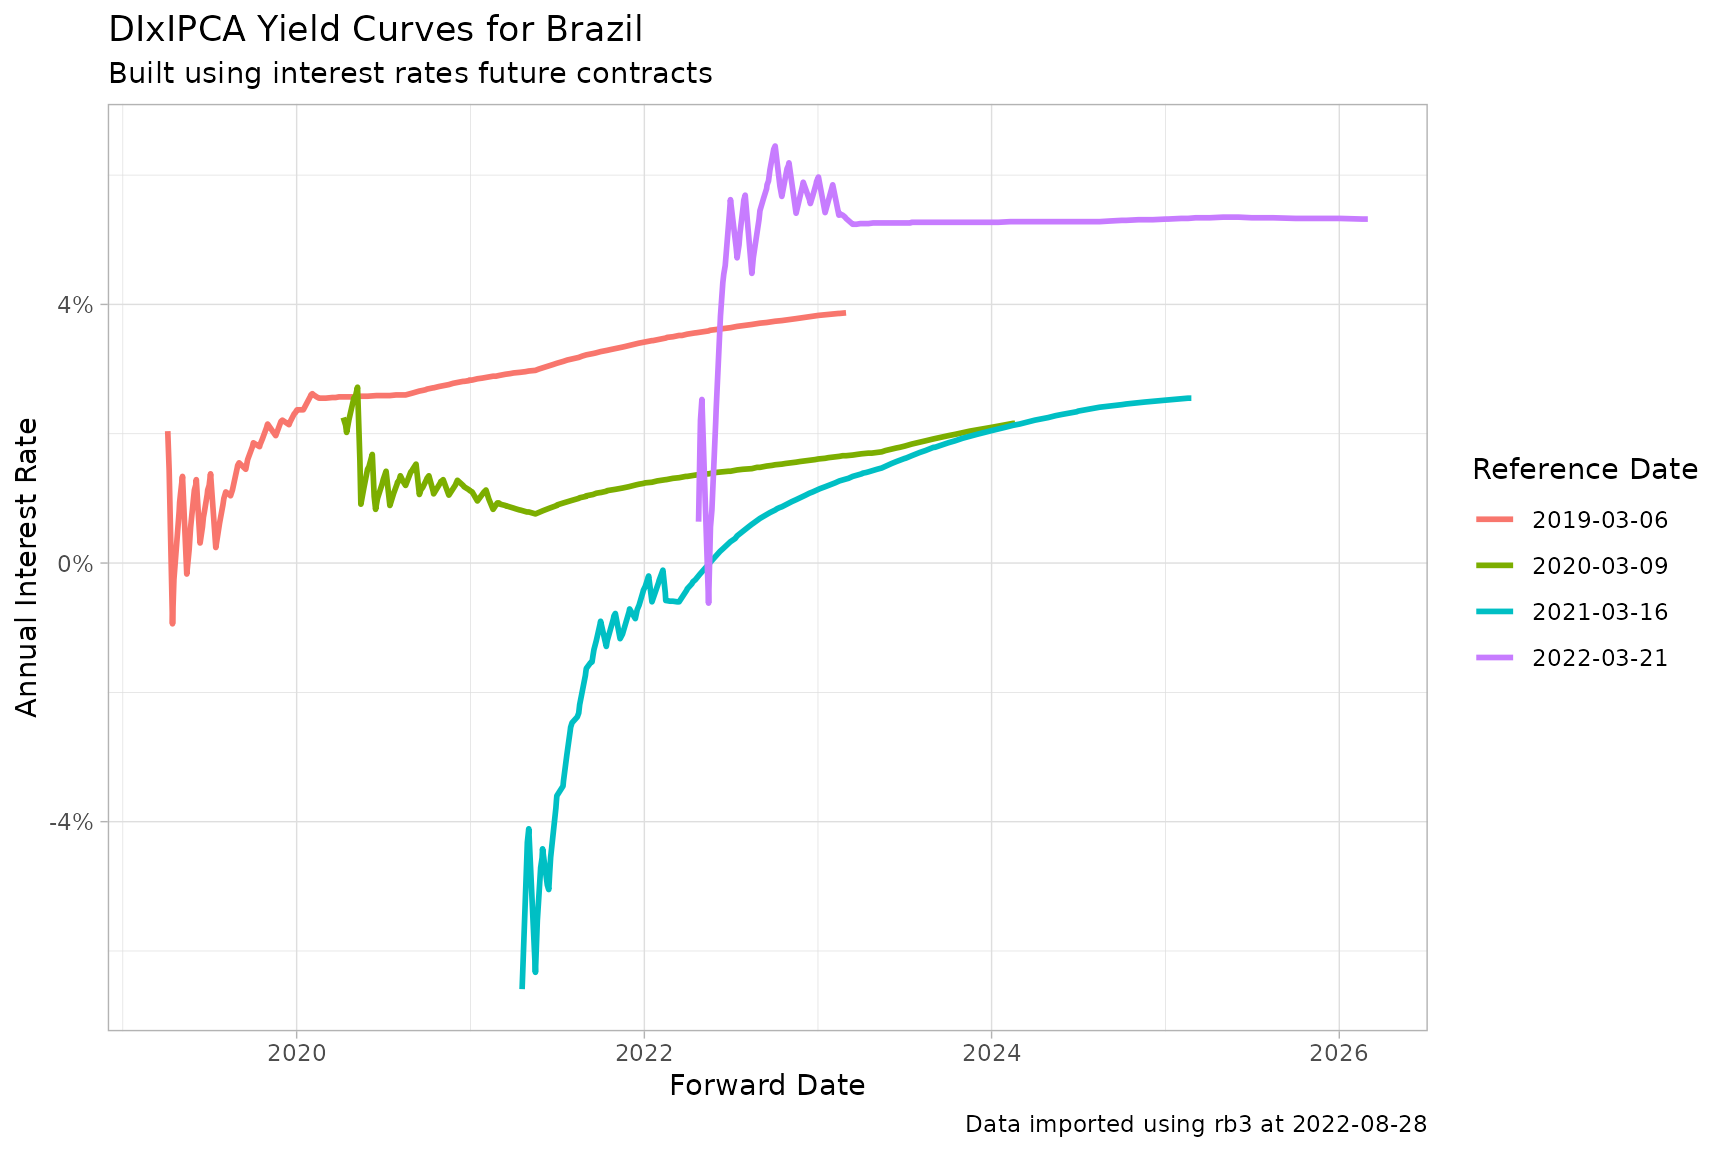 DIxIPCA Yield Curves for Brazil
Built using interest rates future contracts
Annual Interest Rate
4%
0%
-4%
2020
2022
2024
2026
Forward Date
Reference Date
2019-03-06
2020-03-09
2021-03-16
2022-03-21
Data imported using rb3 at 2022-08-28